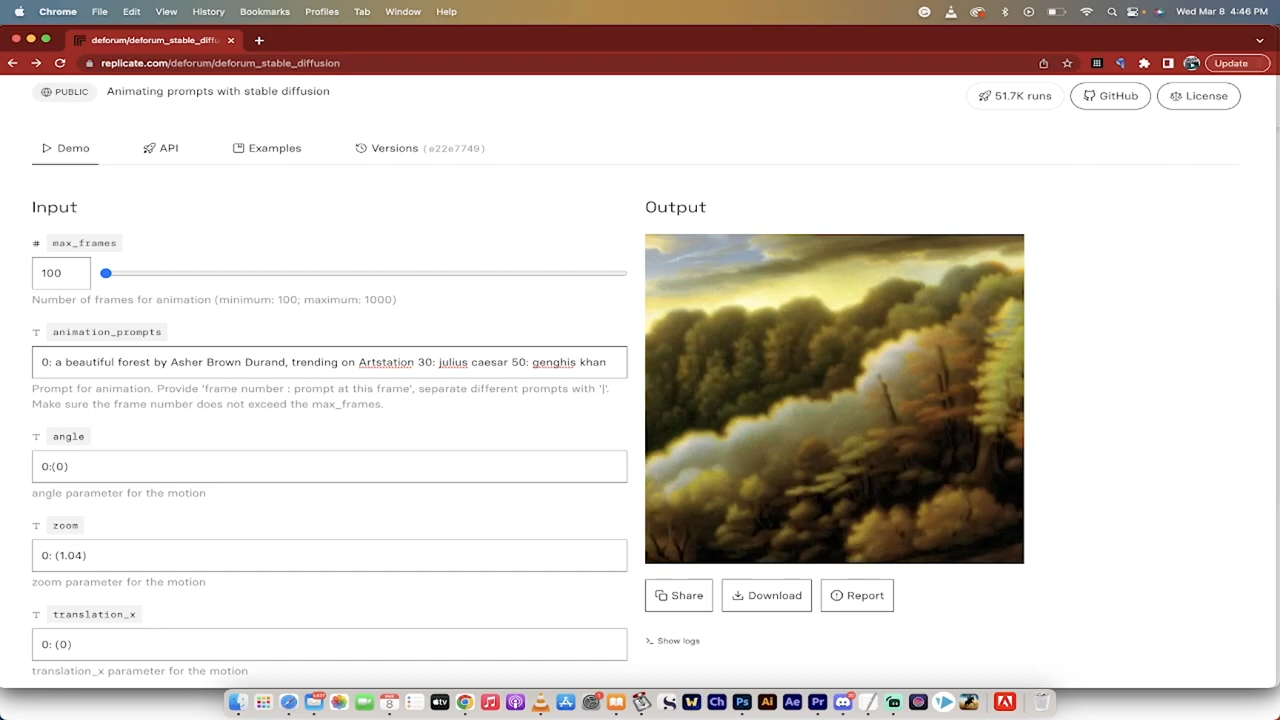 Chrome File Edit View History Bookmarks Profiles Tab Window Help Wed Mar 8 4:46 PM
deforum/deforum_stable_diffu
replicate.com/deforum/deforum_stable_diffusion Update
PUBLIC Animating prompts with stable diffusion 51.7K runs GitHub License
Demo API Examples Versions (e22e7749)
Input
# max_frames
100
Number of frames for animation (minimum: 100; maximum: 1000)
T animation_prompts
0: a beautiful forest by Asher Brown Durand, trending on Artstation 30: julius caesar 50: genghis khan
Prompt for animation. Provide 'frame number : prompt at this frame', separate different prompts with '|'.
Make sure the frame number does not exceed the max_frames.
T angle
0:(0)
angle parameter for the motion
T zoom
0: (1.04)
zoom parameter for the motion
T translation_x
0: (0)
translation_x parameter for the motion
Output
Share Download Report
>_ Show logs
W Ch Ps Ai Ae Pr